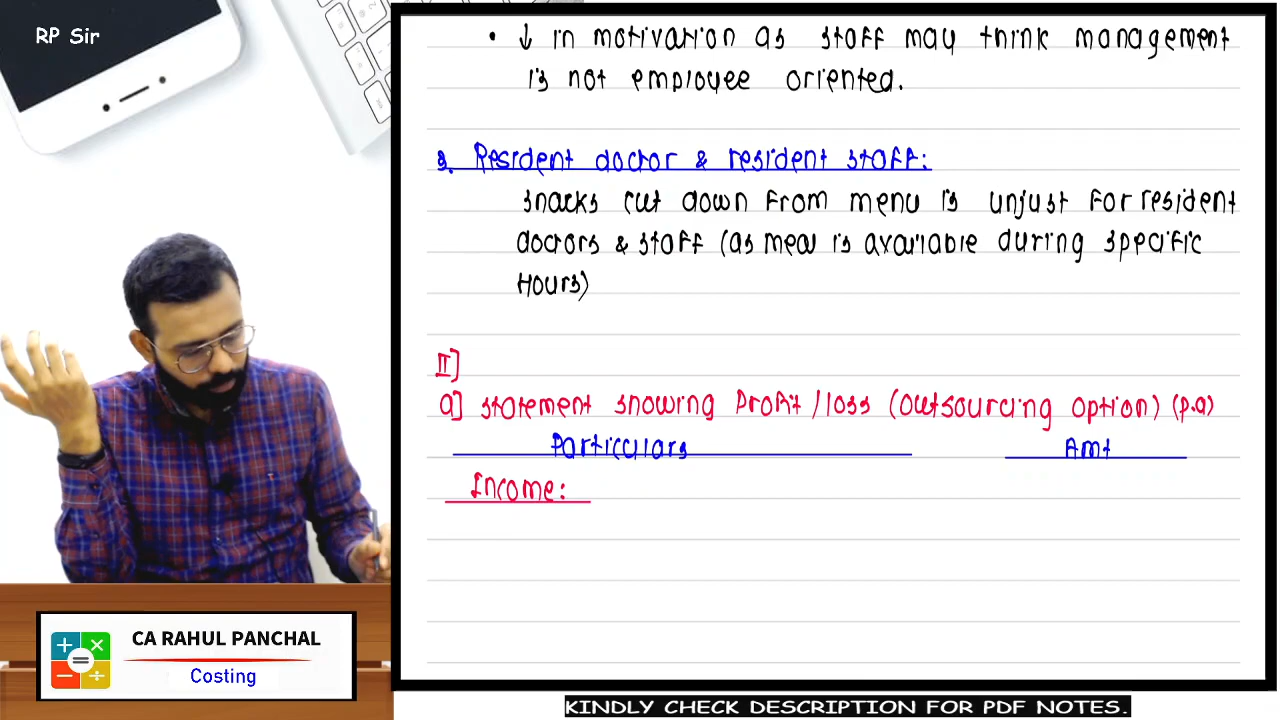 RP Sir
• ↓ in motivation as staff may think management
is not employee oriented.
3. Resident doctor & resident staff:
Snacks cut down from menu is unjust for resident
doctors & staff (as meal is available during specific
Hours)
II]
a] Statement showing Profit/loss (Outsourcing option) (p.a)
Particulars Amt
Income:
CA RAHUL PANCHAL
Costing
KINDLY CHECK DESCRIPTION FOR PDF NOTES.